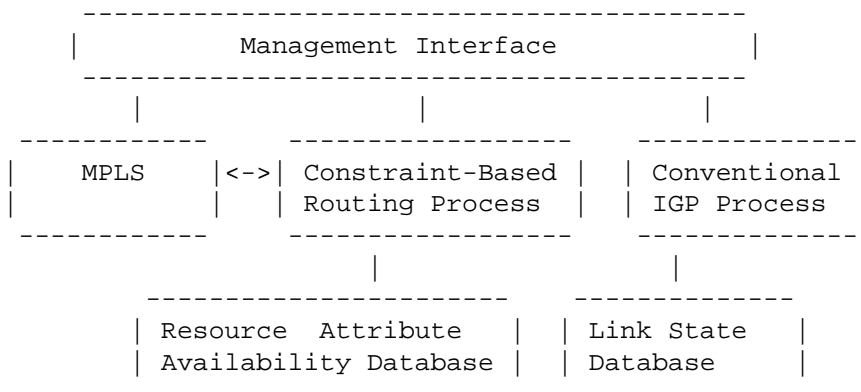 Management Interface
MPLS <-> Constraint-Based Conventional
Routing Process IGP Process
Resource Attribute Link State
Availability Database Database